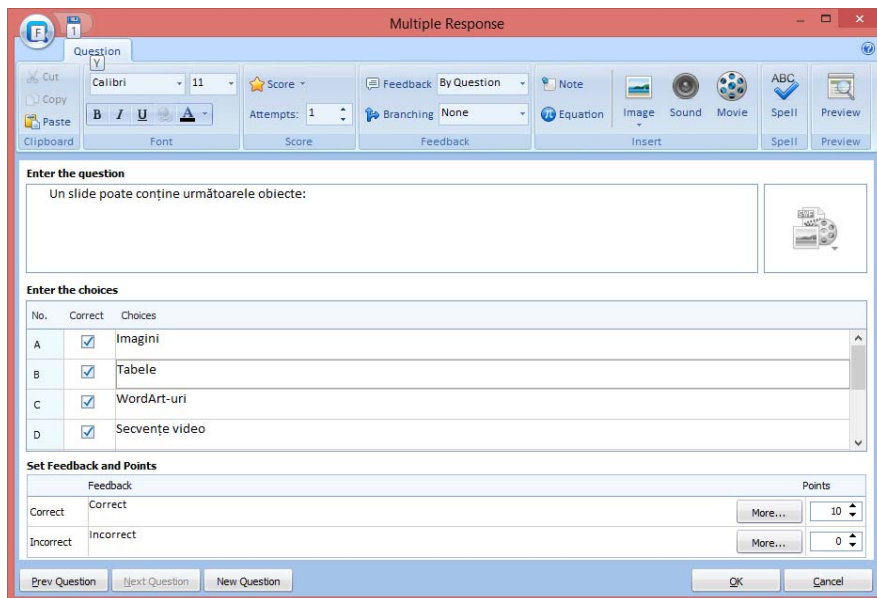 F 1 Multiple Response
Question
Y
Cut
Copy
Paste
Clipboard
Calibri 11
B I U A
Font
Score
Attempts: 1
Score
Feedback By Question
Branching None
Feedback
Note
Equation
Image
Sound
Movie
Insert
ABC
Spell
Spell
Preview
Preview
Enter the question
Un slide poate conține următoarele obiecte:
Enter the choices
No. Correct Choices
A Imagini
B Tabele
C WordArt-uri
D Secvențe video
Set Feedback and Points
Feedback Points
Correct Correct More... 10
Incorrect Incorrect More... 0
Prev Question Next Question New Question OK Cancel